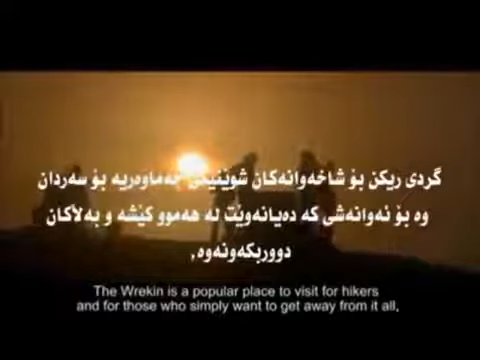 گردی ریکن بۆ شاخەوانەکان شوێنێکی جەماوەریە بۆ سەردان
وە بۆ ئەوانەشی کە دەیانەوێت لە هەموو کێشە و بەڵاکان
دووربکەونەوە.
The Wrekin is a popular place to visit for hikers
and for those who simply want to get away from it all.